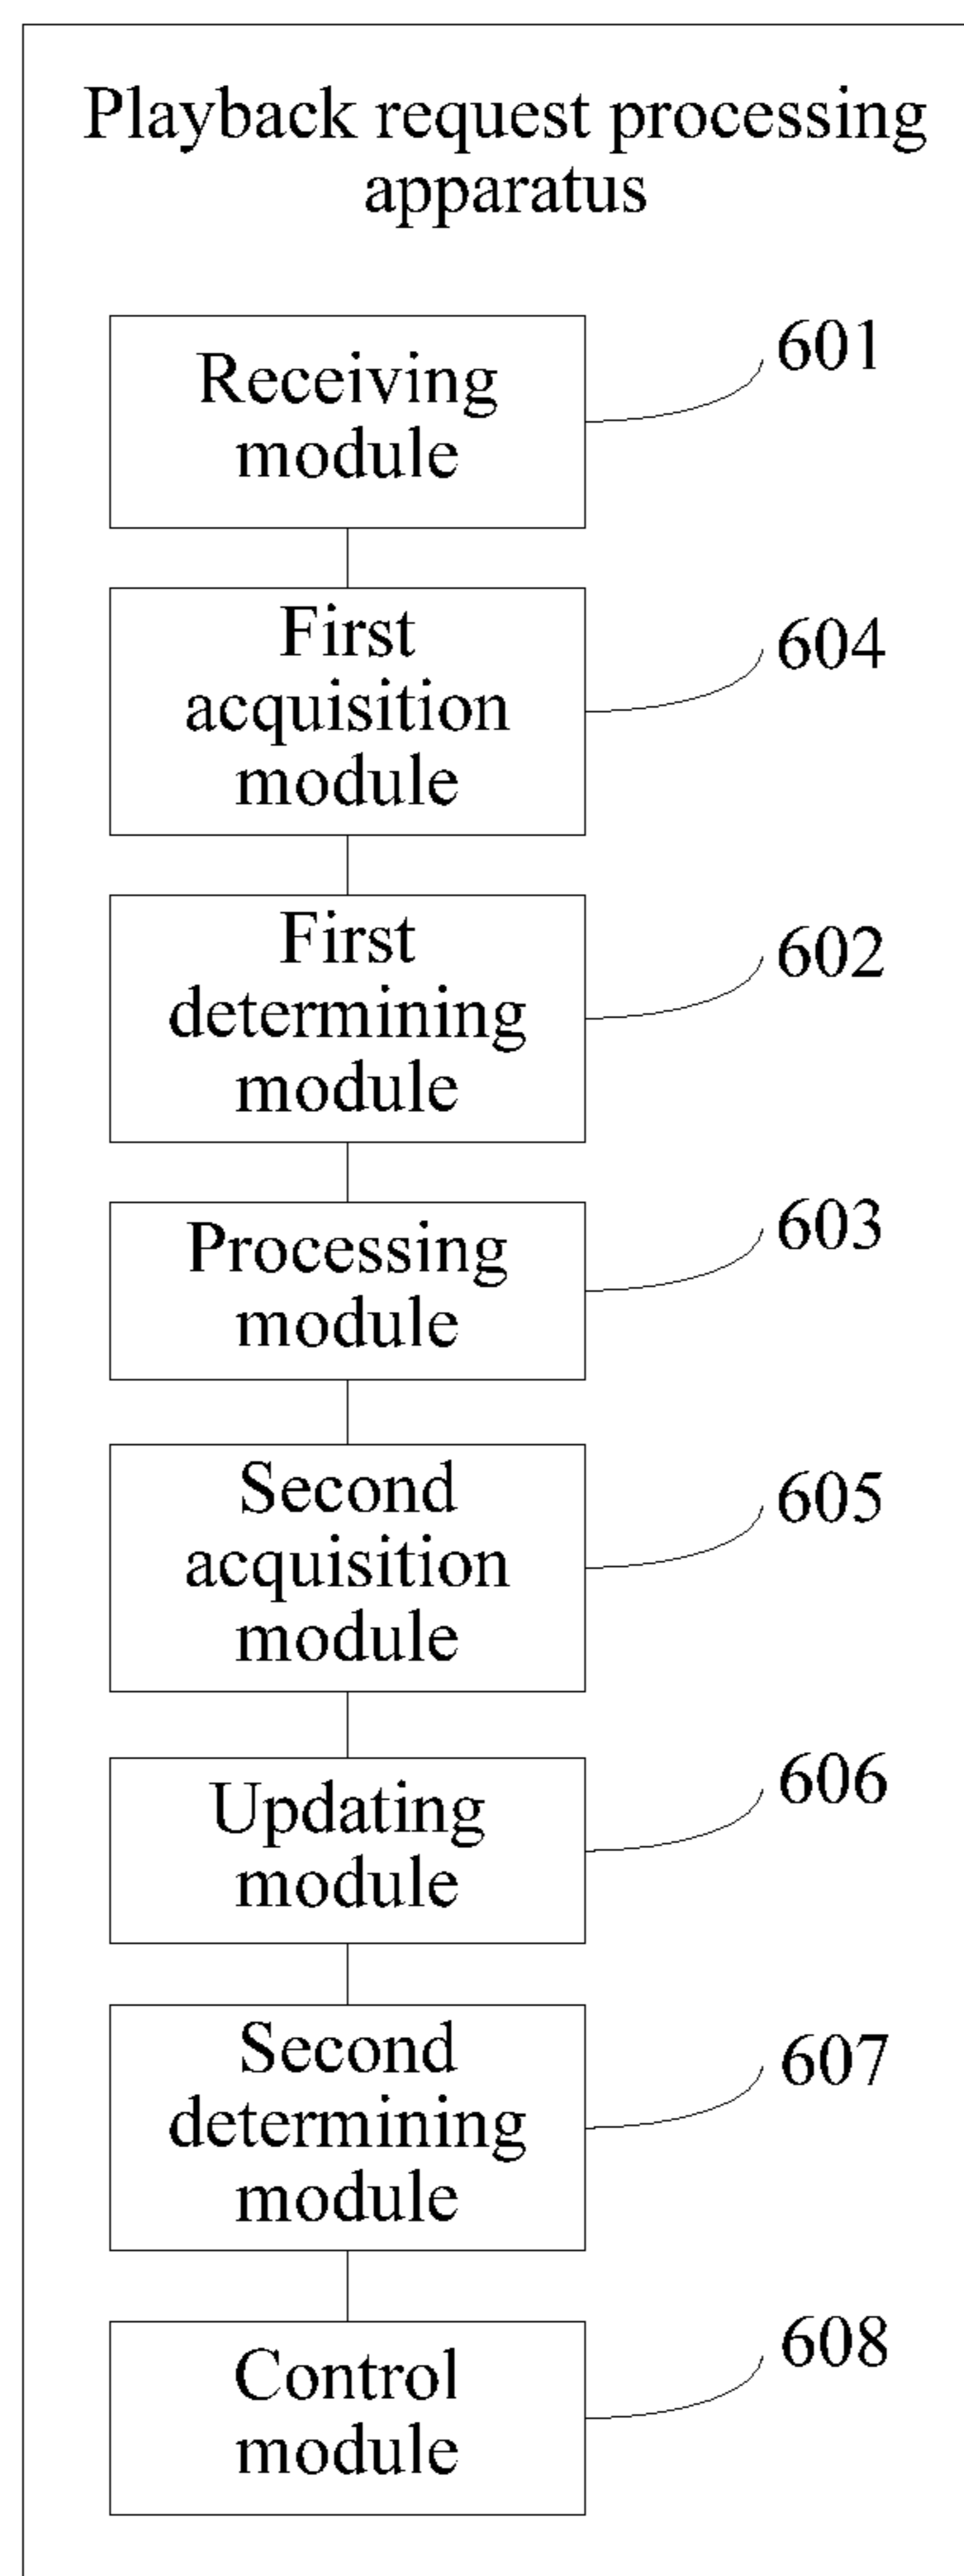 Playback request processing
apparatus
Receiving
module
601
First
acquisition
module
604
First
determining
module
602
Processing
module
603
Second
acquisition
module
605
Updating
module
606
Second
determining
module
607
Control
module
608